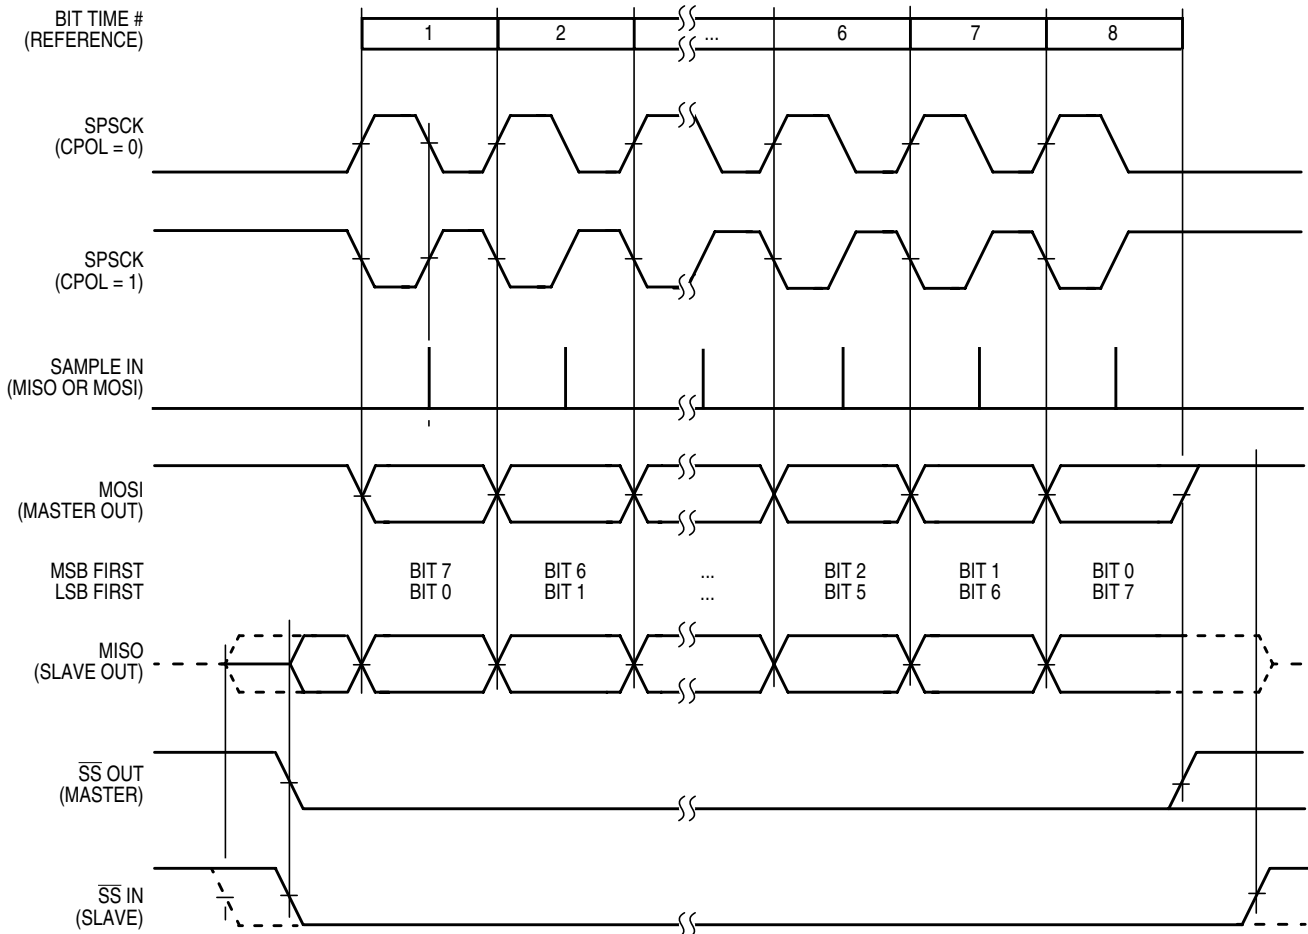 BIT TIME #
(REFERENCE)
1 2 ... 6 7 8
SPSCK
(CPOL = 0)
SPSCK
(CPOL = 1)
SAMPLE IN
(MISO OR MOSI)
MOSI
(MASTER OUT)
MSB FIRST BIT 7 BIT 6 ... BIT 2 BIT 1 BIT 0
LSB FIRST BIT 0 BIT 1 ... BIT 5 BIT 6 BIT 7
MISO
(SLAVE OUT)
S̅S̅ OUT
(MASTER)
S̅S̅ IN
(SLAVE)